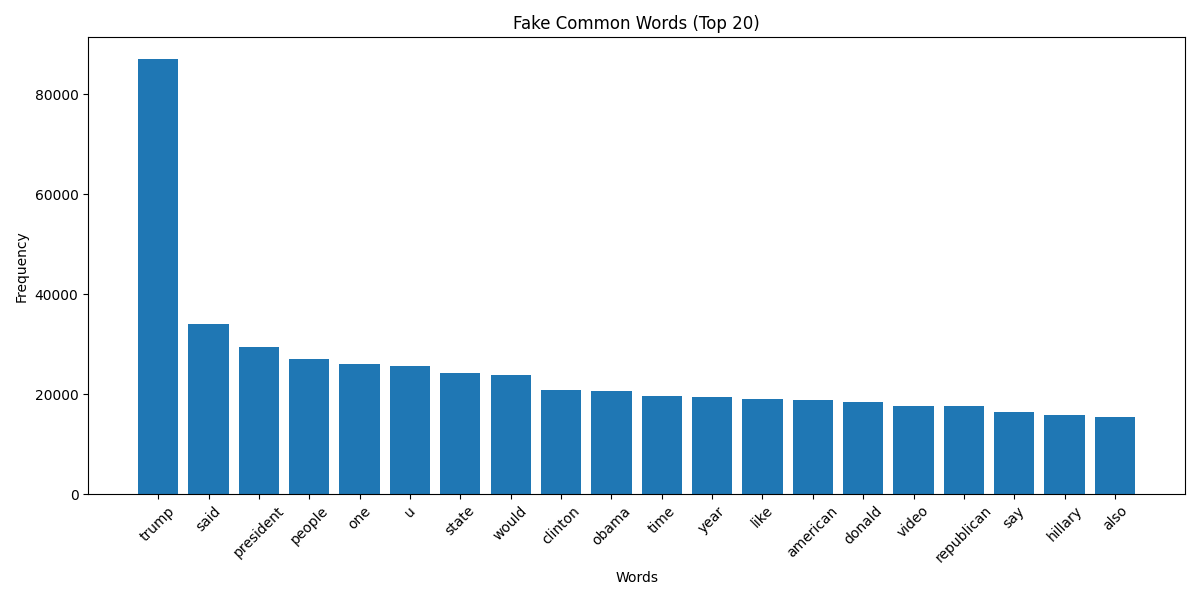 Fake Common Words (Top 20)
Frequency
80000
60000
40000
20000
0
trump
said
president
people
one
u
state
would
clinton
obama
time
year
like
american
donald
video
republican
say
hillary
also
Words